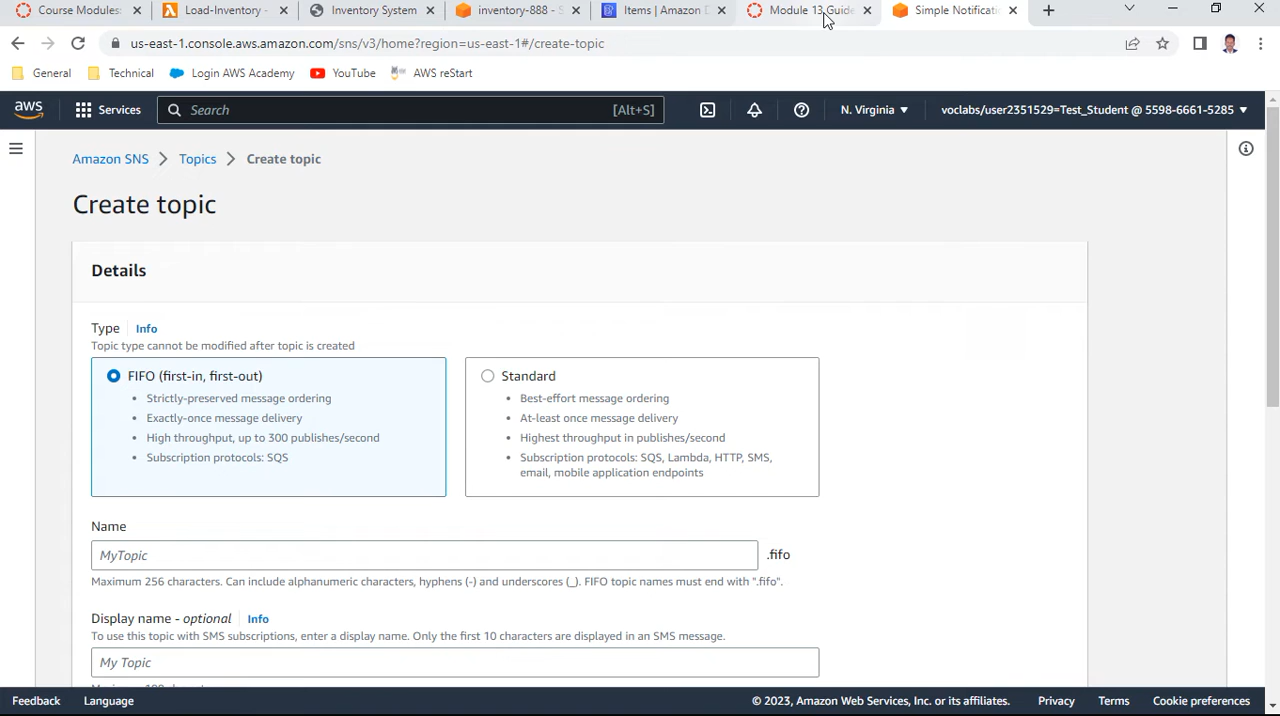 Course Modules:
Load-Inventory -
Inventory System
inventory-888 - S
Items | Amazon D
Module 13 Guide
Simple Notificati
us-east-1.console.aws.amazon.com/sns/v3/home?region=us-east-1#/create-topic
General
Technical
Login AWS Academy
YouTube
AWS reStart
aws
Services
Search
[Alt+S]
N. Virginia
voclabs/user2351529=Test_Student @ 5598-6661-5285
Amazon SNS
Topics
Create topic
Create topic
Details
Type
Info
Topic type cannot be modified after topic is created
FIFO (first-in, first-out)
• Strictly-preserved message ordering
• Exactly-once message delivery
• High throughput, up to 300 publishes/second
• Subscription protocols: SQS
Standard
• Best-effort message ordering
• At-least once message delivery
• Highest throughput in publishes/second
• Subscription protocols: SQS, Lambda, HTTP, SMS,
email, mobile application endpoints
Name
MyTopic
.fifo
Maximum 256 characters. Can include alphanumeric characters, hyphens (-) and underscores (_). FIFO topic names must end with ".fifo".
Display name - optional
Info
To use this topic with SMS subscriptions, enter a display name. Only the first 10 characters are displayed in an SMS message.
My Topic
Feedback
Language
© 2023, Amazon Web Services, Inc. or its affiliates.
Privacy
Terms
Cookie preferences